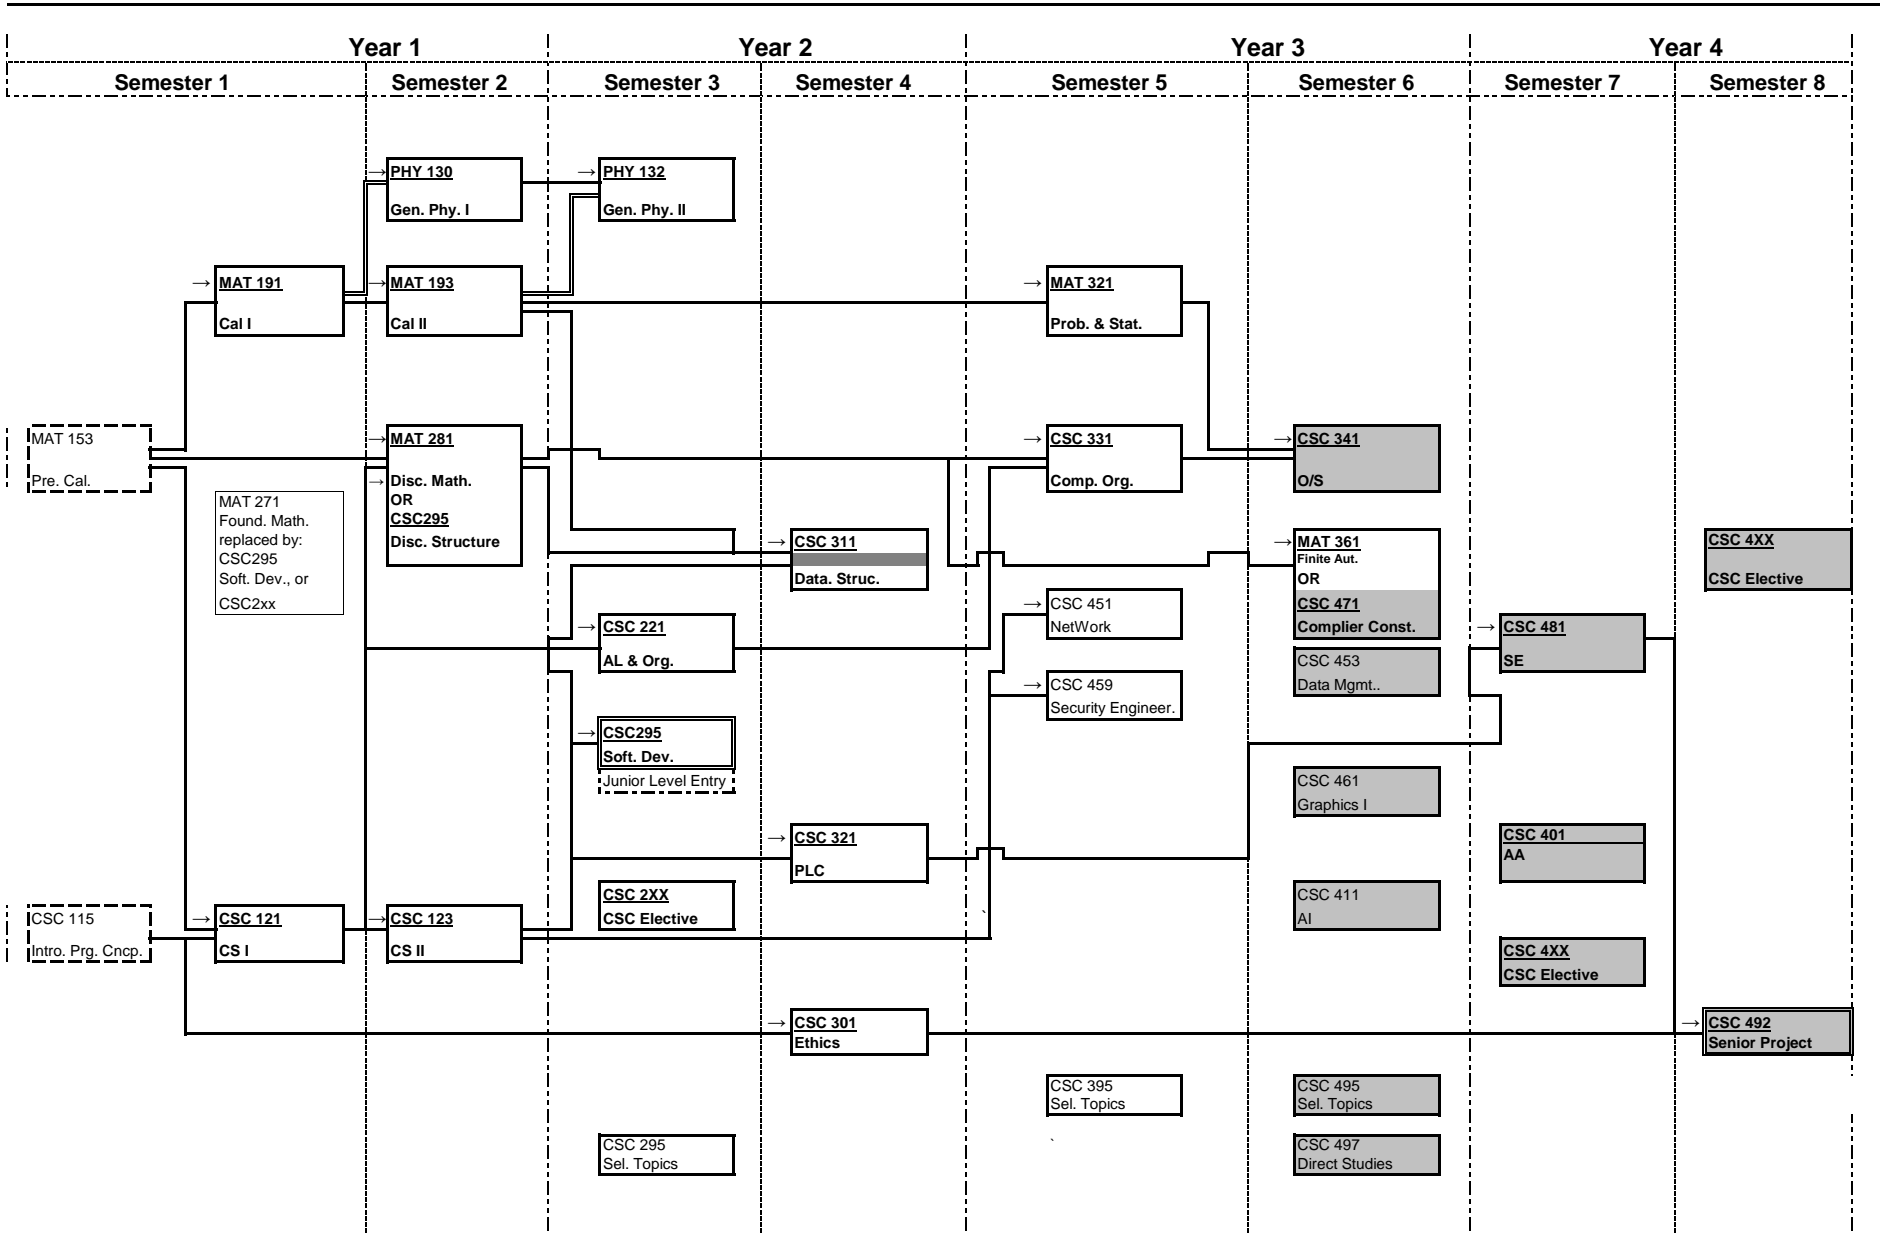 Year 1
Year 2
Year 3
Year 4
Semester 1
Semester 2
Semester 3
Semester 4
Semester 5
Semester 6
Semester 7
Semester 8
→ PHY 130
Gen. Phy. I
→ PHY 132
Gen. Phy. II
→ MAT 191
Cal I
→ MAT 193
Cal II
→ MAT 321
Prob. & Stat.
MAT 153
Pre. Cal.
→ MAT 281
→ Disc. Math.
OR
CSC295
Disc. Structure
→ CSC 331
Comp. Org.
→ CSC 341
O/S
MAT 271
Found. Math.
replaced by:
CSC295
Soft. Dev., or
CSC2xx
→ CSC 311
Data. Struc.
→ MAT 361
Finite Aut.
OR
CSC 471
Complier Const.
CSC 4XX
CSC Elective
→ CSC 221
AL & Org.
→ CSC 451
NetWork
→ CSC 481
SE
CSC 453
Data Mgmt..
→ CSC 459
Security Engineer.
→ CSC295
Soft. Dev.
Junior Level Entry
CSC 461
Graphics I
→ CSC 321
PLC
CSC 401
AA
CSC 2XX
CSC Elective
CSC 411
AI
CSC 115
Intro. Prg. Cncp.
→ CSC 121
CS I
→ CSC 123
CS II
`
CSC 4XX
CSC Elective
→ CSC 301
Ethics
→ CSC 492
Senior Project
CSC 395
Sel. Topics
CSC 495
Sel. Topics
CSC 295
Sel. Topics
`
CSC 497
Direct Studies